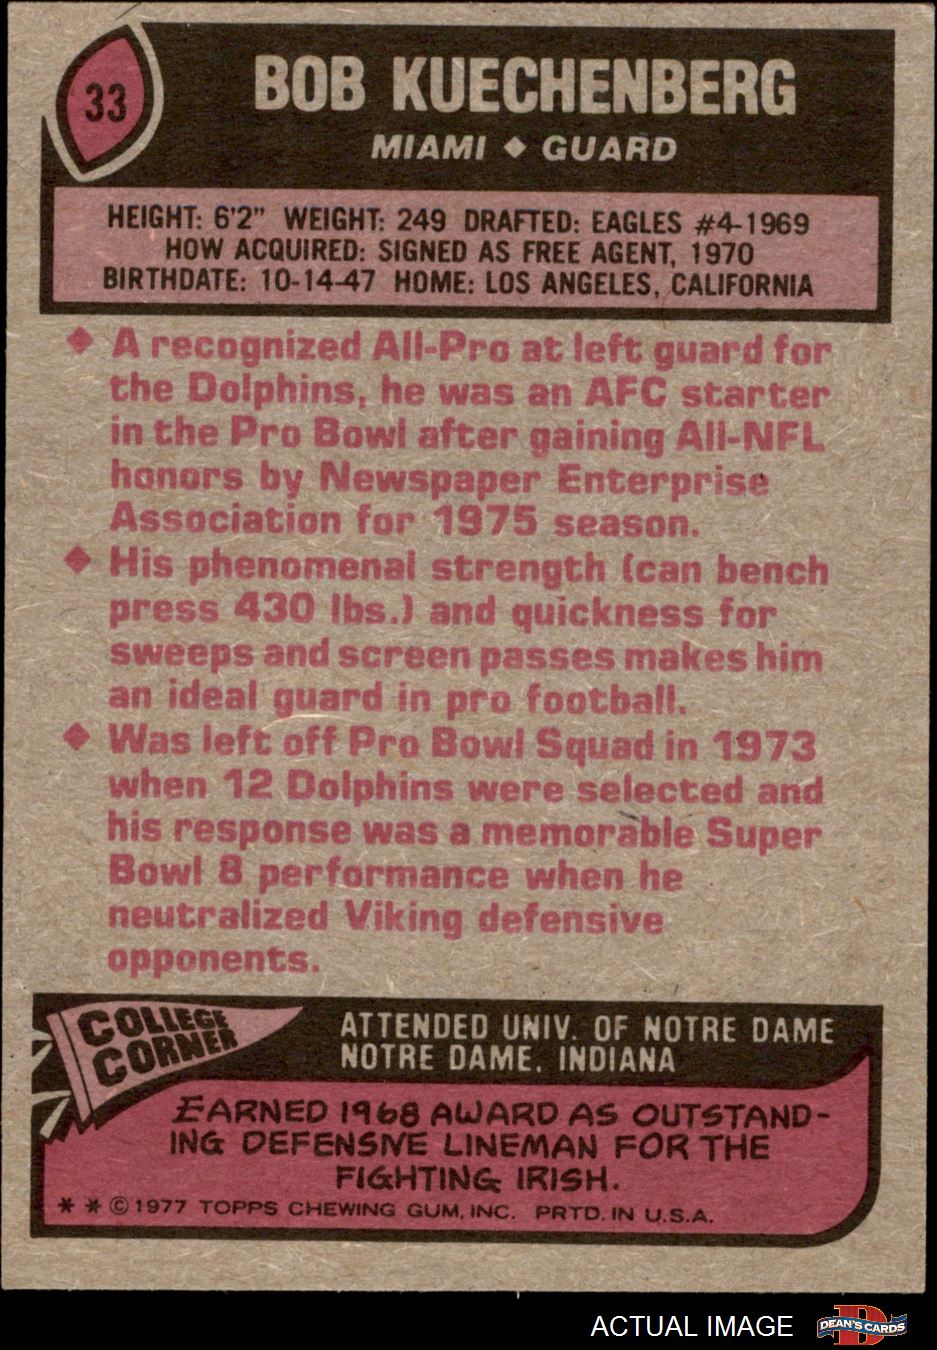 33
BOB KUECHENBERG
MIAMI ◆ GUARD
HEIGHT: 6'2" WEIGHT: 249 DRAFTED: EAGLES #4-1969
HOW ACQUIRED: SIGNED AS FREE AGENT, 1970
BIRTHDATE: 10-14-47 HOME: LOS ANGELES, CALIFORNIA
◆ A recognized All-Pro at left guard for
the Dolphins, he was an AFC starter
in the Pro Bowl after gaining All-NFL
honors by Newspaper Enterprise
Association for 1975 season.
◆ His phenomenal strength (can bench
press 430 lbs.) and quickness for
sweeps and screen passes makes him
an ideal guard in pro football.
◆ Was left off Pro Bowl Squad in 1973
when 12 Dolphins were selected and
his response was a memorable Super
Bowl 8 performance when he
neutralized Viking defensive
opponents.
COLLEGE
CORNER
ATTENDED UNIV. OF NOTRE DAME
NOTRE DAME, INDIANA
EARNED 1968 AWARD AS OUTSTAND-
ING DEFENSIVE LINEMAN FOR THE
FIGHTING IRISH.
* * © 1977 TOPPS CHEWING GUM, INC. PRTD. IN U.S.A.
ACTUAL IMAGE
D
DEAN'S CARDS